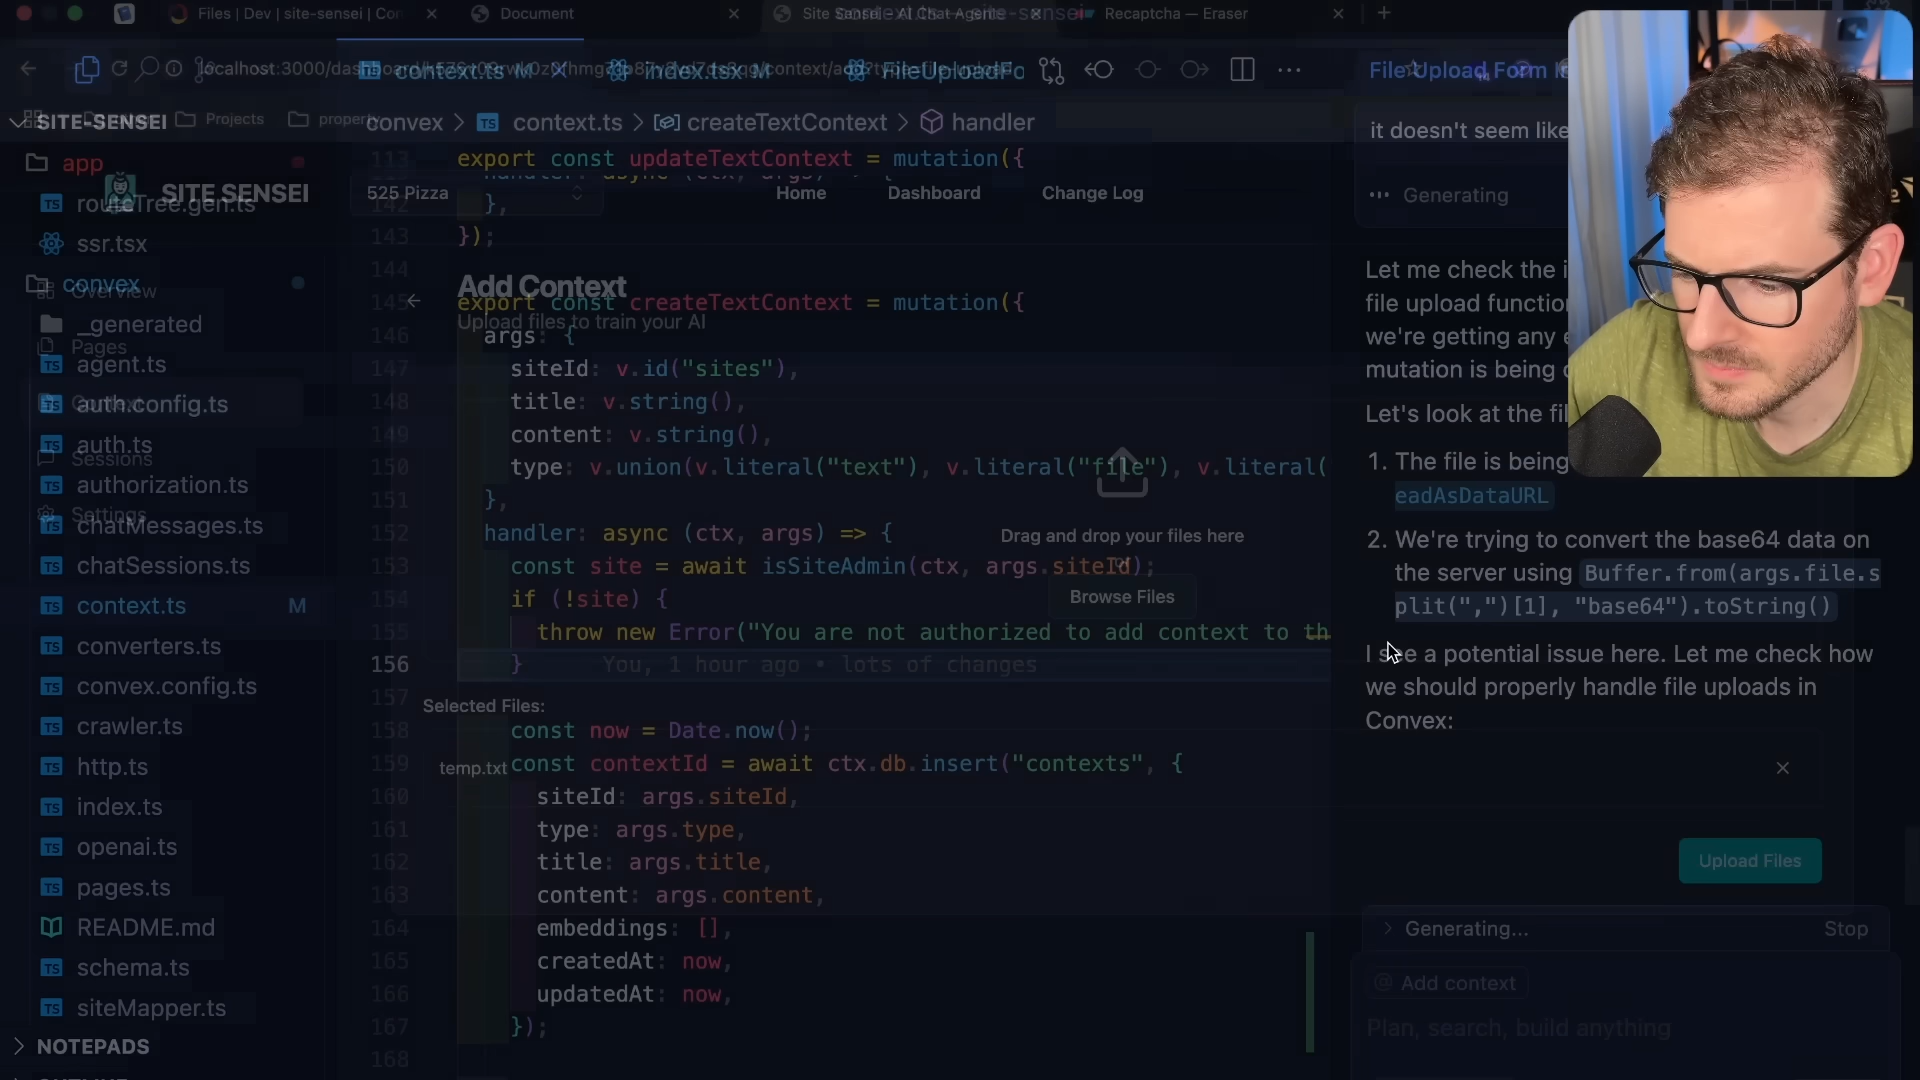 Files | Dev | site-sensei | Con
Document
Site Sensei - AI Chat Agents
context.ts — site-sensei
Recaptcha — Eraser
context.ts M
index.tsx M
FileUploadFo
File Upload Form
SITE-SENSEI
Projects
property
convex > context.ts > createTextContext > handler
it doesn't seem like
app
113 export const updateTextContext = mutation({
SITE SENSEI
525 Pizza
Home
Dashboard
Change Log
Generating
routeTree.gen.ts
142 },
ssr.tsx
143 });
144
convex
Overview
Add Context
Let me check the i
145 export const createTextContext = mutation({
file upload function
_generated
Upload files to train your AI
146 args: {
we're getting any e
Pages
agent.ts
147 siteId: v.id("sites"),
mutation is being
auth.config.ts
148 title: v.string(),
Let's look at the fil
auth.ts
149 content: v.string(),
Sessions
150 type: v.union(v.literal("text"), v.literal("file"), v.literal(
1. The file is being
eadAsDataURL
authorization.ts
151 },
Settings
chatMessages.ts
152 handler: async (ctx, args) => {
Drag and drop your files here
2. We're trying to convert the base64 data on
the server using Buffer.from(args.file.s
plit(",")[1], "base64").toString()
chatSessions.ts
153 const site = await isSiteAdmin(ctx, args.siteId);
or
context.ts M
154 if (!site) {
Browse Files
converters.ts
155 throw new Error("You are not authorized to add context to th
I see a potential issue here. Let me check how
we should properly handle file uploads in
Convex:
156 } You, 1 hour ago • lots of changes
convex.config.ts
157
Selected Files:
crawler.ts
158 const now = Date.now();
http.ts
159 const contextId = await ctx.db.insert("contexts", {
temp.txt
index.ts
160 siteId: args.siteId,
161 type: args.type,
openai.ts
162 title: args.title,
Upload Files
pages.ts
163 content: args.content,
README.md
164 embeddings: [],
Generating...
Stop
schema.ts
165 createdAt: now,
Add context
siteMapper.ts
166 updatedAt: now,
Plan, search, build anything
167 });
NOTEPADS
168